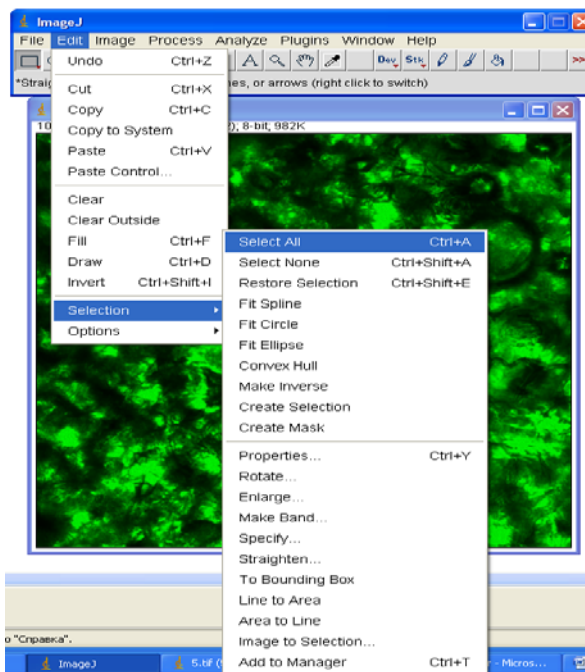 ImageJ
File Edit Image Process Analyze Plugins Window Help
A Dev Stk >>
*Straig es, or arrows (right click to switch)
10 ); 8-bit; 982K
Undo Ctrl+Z
Cut Ctrl+X
Copy Ctrl+C
Copy to System
Paste Ctrl+V
Paste Control...
Clear
Clear Outside
Fill Ctrl+F
Draw Ctrl+D
Invert Ctrl+Shift+I
Selection
Options
Select All Ctrl+A
Select None Ctrl+Shift+A
Restore Selection Ctrl+Shift+E
Fit Spline
Fit Circle
Fit Ellipse
Convex Hull
Make Inverse
Create Selection
Create Mask
Properties... Ctrl+Y
Rotate...
Enlarge...
Make Band...
Specify...
Straighten...
To Bounding Box
Line to Area
Area to Line
Image to Selection...
Add to Manager Ctrl+T
о "Справка".
ImageJ 5.tif ( r - Micros...